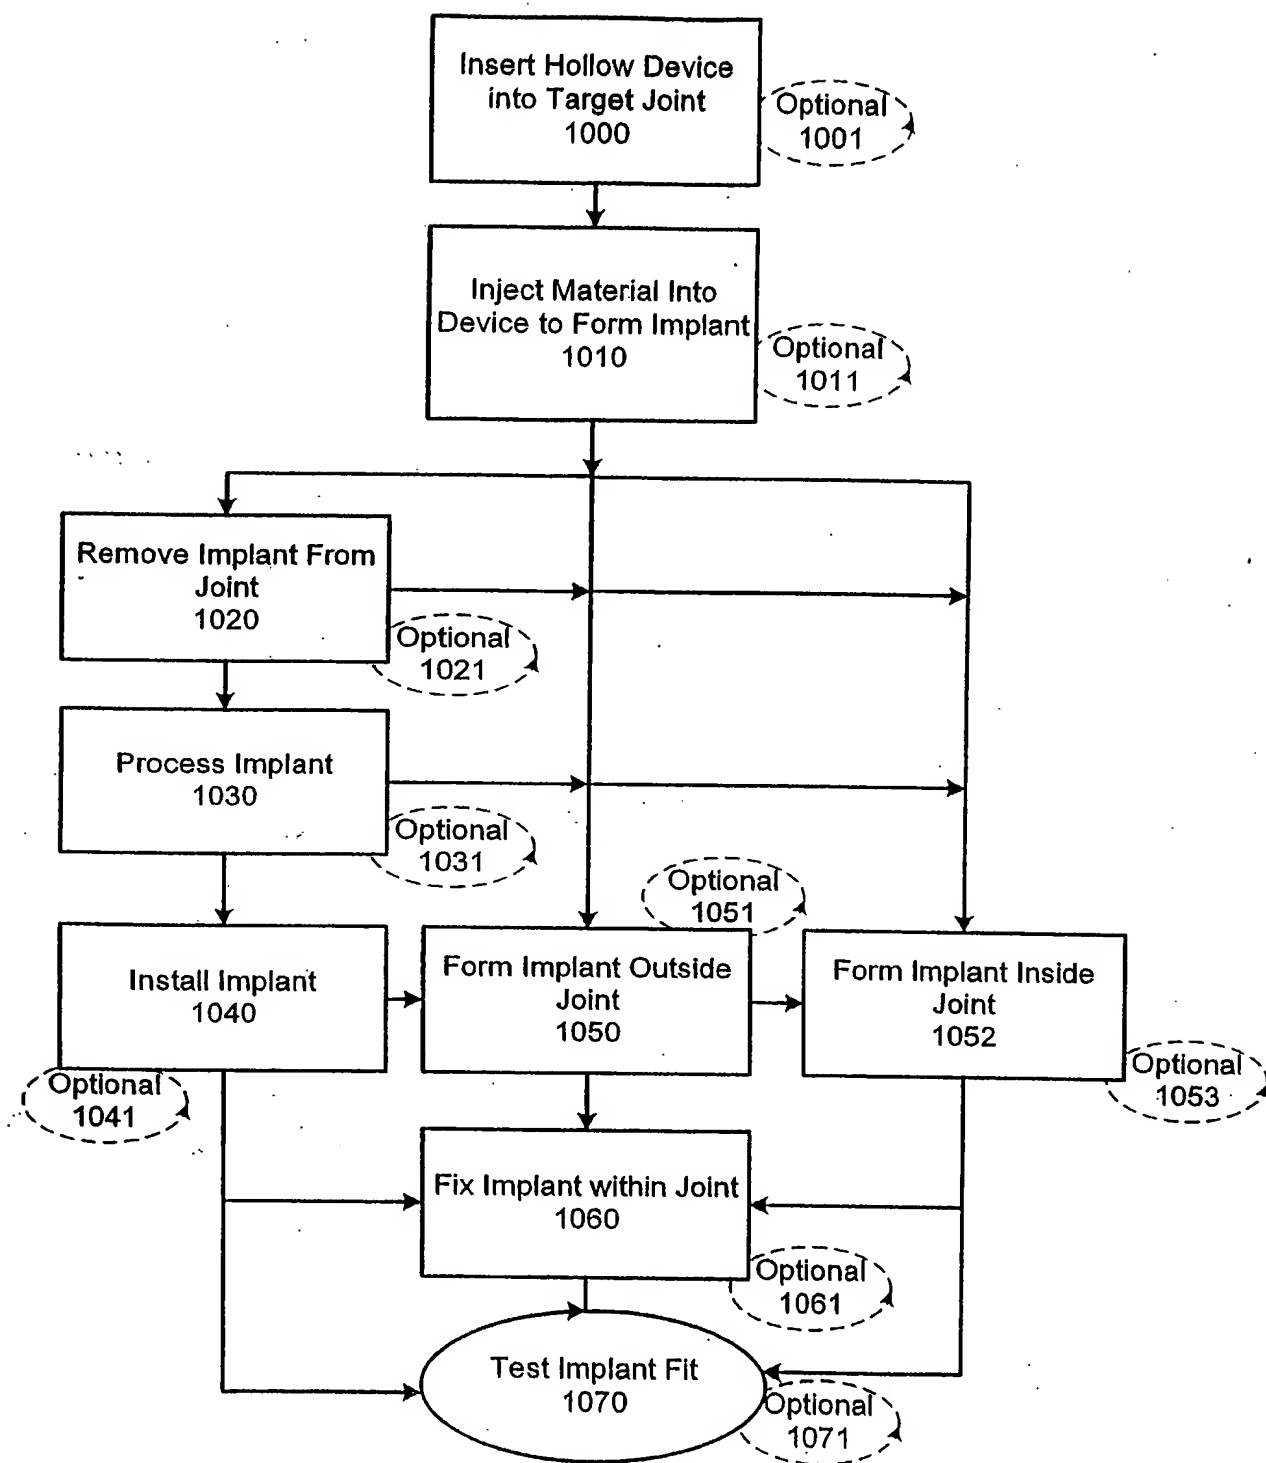 Insert Hollow Device
into Target Joint
1000
Optional
1001
Inject Material Into
Device to Form Implant
1010
Optional
1011
Remove Implant From
Joint
1020
Optional
1021
Process Implant
1030
Optional
1031
Install Implant
1040
Optional
1041
Form Implant Outside
Joint
1050
Optional
1051
Form Implant Inside
Joint
1052
Optional
1053
Fix Implant within Joint
1060
Optional
1061
Test Implant Fit
1070
Optional
1071